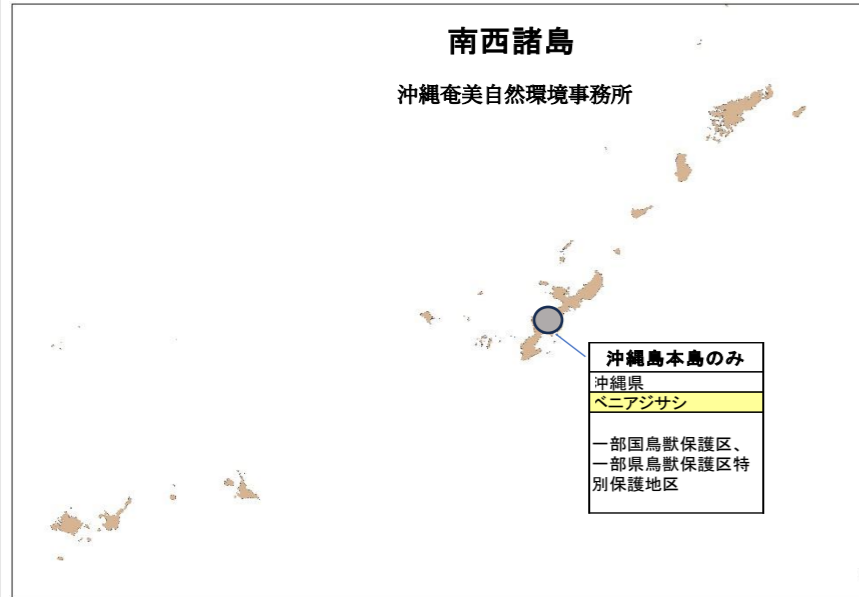 南西諸島
沖縄奄美自然環境事務所
沖縄島本島のみ
沖縄県
ベニアジサシ
一部国鳥獣保護区、
一部県鳥獣保護区特
別保護地区